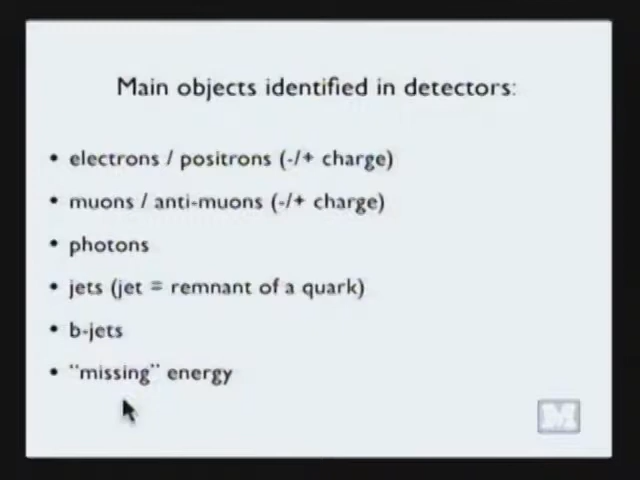 Main objects identified in detectors:
• electrons / positrons (-/+ charge)
• muons / anti-muons (-/+ charge)
• photons
• jets (jet = remnant of a quark)
• b-jets
• "missing" energy
M